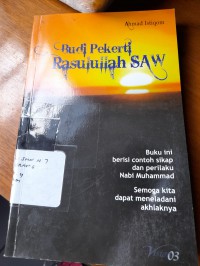 Ahmad Istiqom
Budi Pekerti
Rasulullah SAW
Buku ini
berisi contoh sikap
dan perilaku
Nabi Muhammad
Semoga kita
dapat meneladani
akhlaknya
03